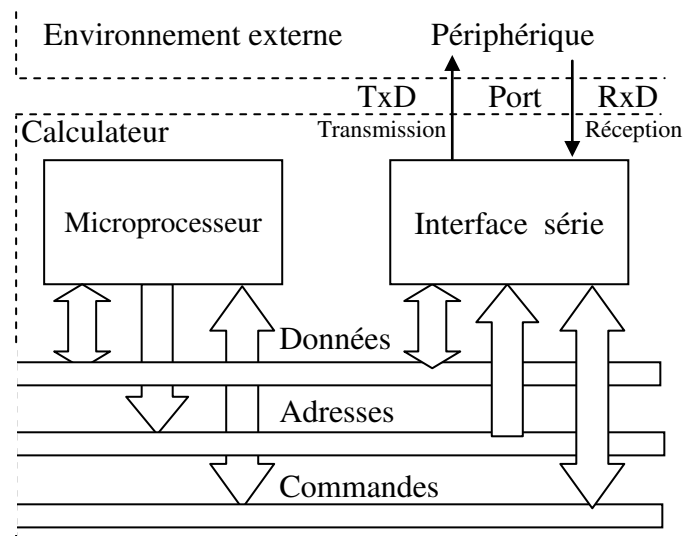 Environnement externe Périphérique
TxD Port RxD
Calculateur Transmission Réception
Microprocesseur Interface série
Données
Adresses
Commandes